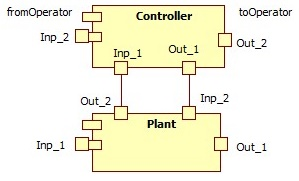 fromOperator
Controller
toOperator
Inp_2
Out_2
Inp_1
Out_1
Out_2
Inp_2
Plant
Inp_1
Out_1